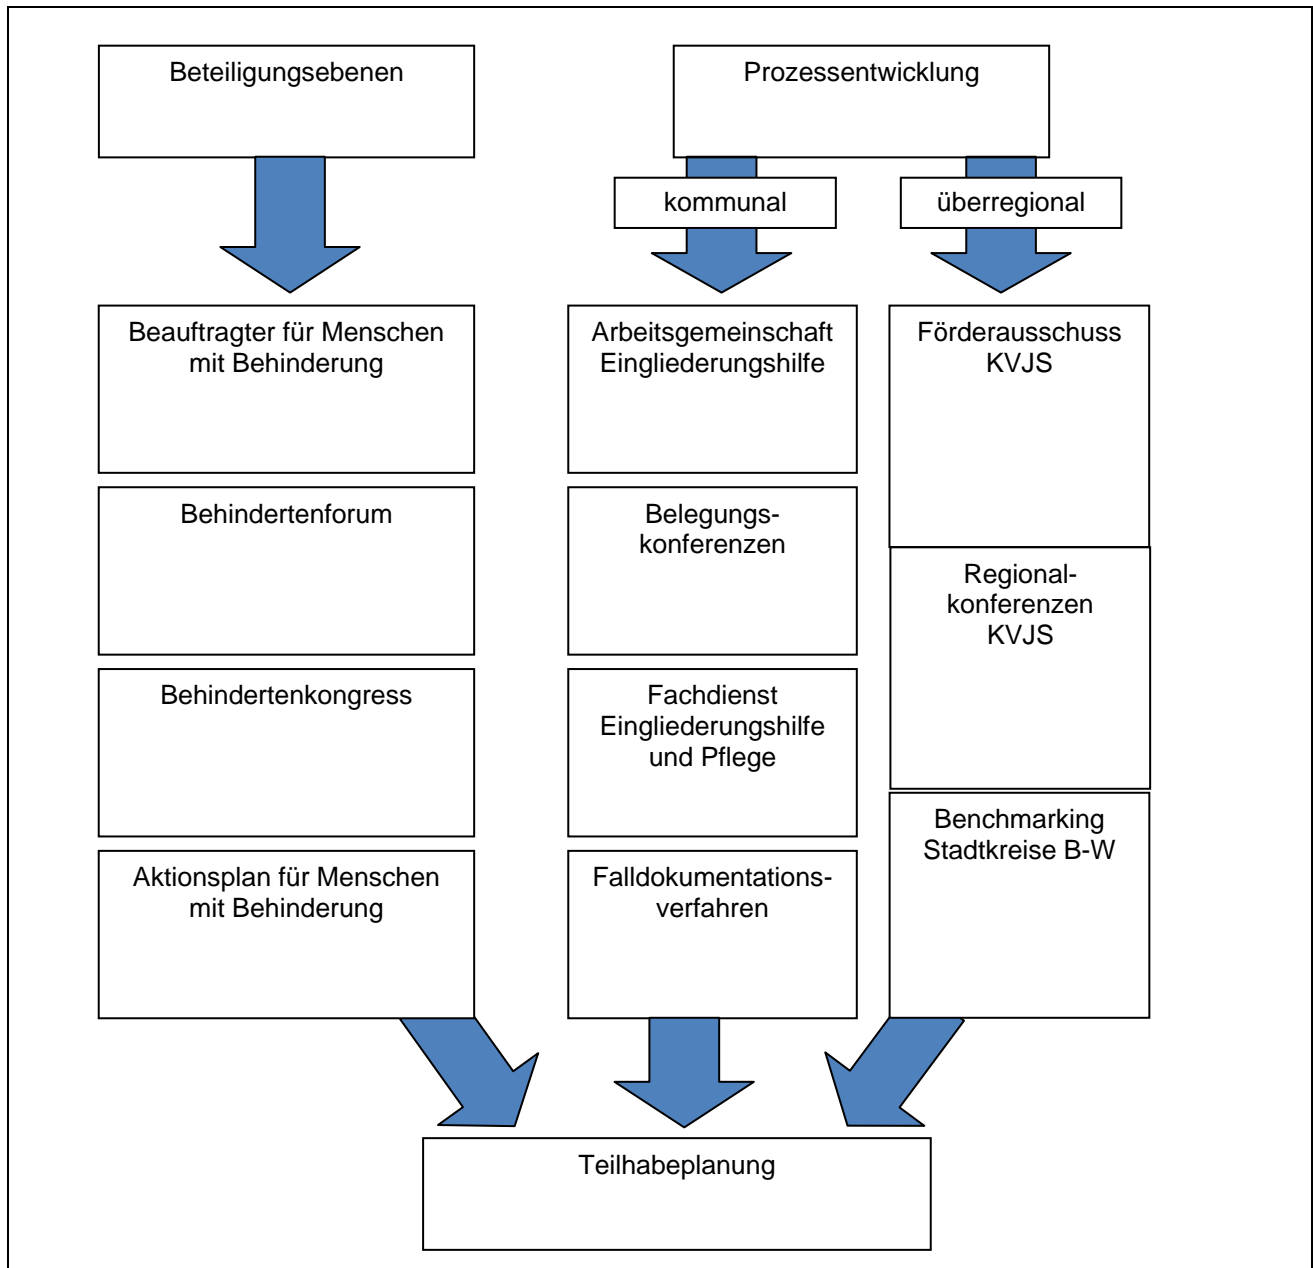 Beteiligungsebenen
Prozessentwicklung
kommunal
überregional
Beauftragter für Menschen
mit Behinderung
Behindertenforum
Behindertenkongress
Aktionsplan für Menschen
mit Behinderung
Arbeitsgemeinschaft
Eingliederungshilfe
Belegungs-
konferenzen
Fachdienst
Eingliederungshilfe
und Pflege
Falldokumentations-
verfahren
Förderausschuss
KVJS
Regional-
konferenzen
KVJS
Benchmarking
Stadtkreise B-W
Teilhabeplanung